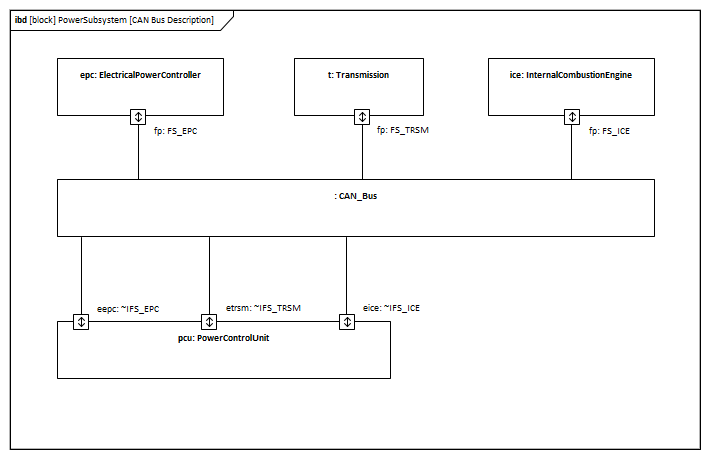 ibd [block] PowerSubsystem [CAN Bus Description]
epc: ElectricalPowerController
t: Transmission
ice: InternalCombustionEngine
fp: FS_EPC
fp: FS_TRSM
fp: FS_ICE
: CAN_Bus
eepc: ~IFS_EPC
etrsm: ~IFS_TRSM
eice: ~IFS_ICE
pcu: PowerControlUnit